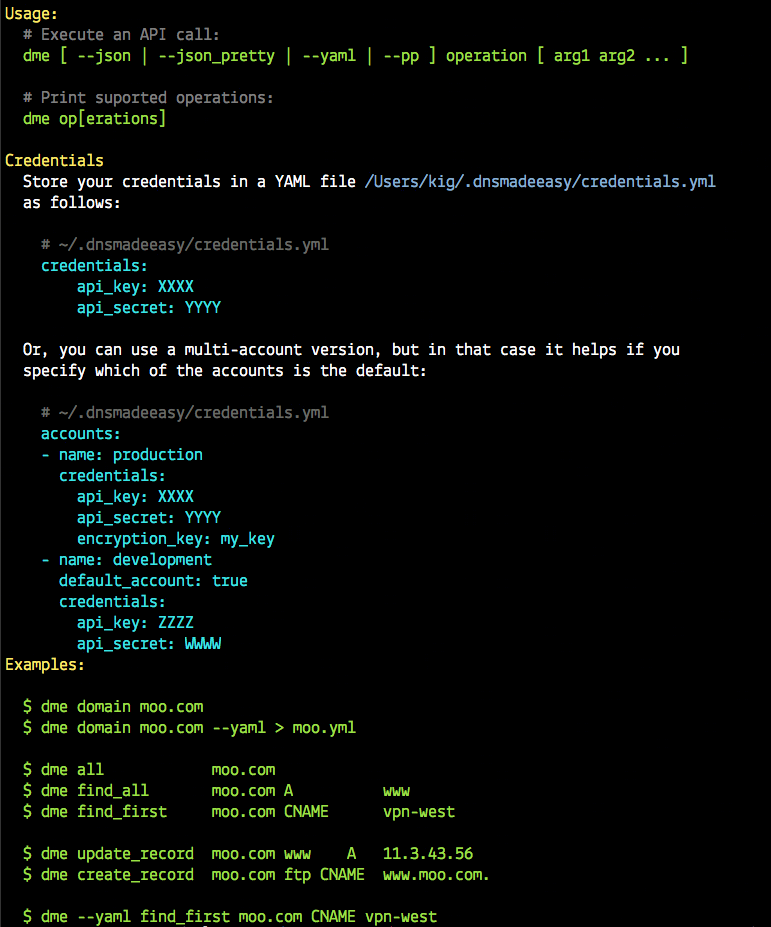 Usage:
# Execute an API call:
dme [ --json | --json_pretty | --yaml | --pp ] operation [ arg1 arg2 ... ]
# Print suported operations:
dme op[erations]
Credentials
Store your credentials in a YAML file /Users/kig/.dnsmadeeasy/credentials.yml
as follows:
# ~/.dnsmadeeasy/credentials.yml
credentials:
api_key: XXXX
api_secret: YYYY
Or, you can use a multi-account version, but in that case it helps if you
specify which of the accounts is the default:
# ~/.dnsmadeeasy/credentials.yml
accounts:
- name: production
credentials:
api_key: XXXX
api_secret: YYYY
encryption_key: my_key
- name: development
default_account: true
credentials:
api_key: ZZZZ
api_secret: WWWW
Examples:
$ dme domain moo.com
$ dme domain moo.com --yaml > moo.yml
$ dme all moo.com
$ dme find_all moo.com A www
$ dme find_first moo.com CNAME vpn-west
$ dme update_record moo.com www A 11.3.43.56
$ dme create_record moo.com ftp CNAME www.moo.com.
$ dme --yaml find_first moo.com CNAME vpn-west